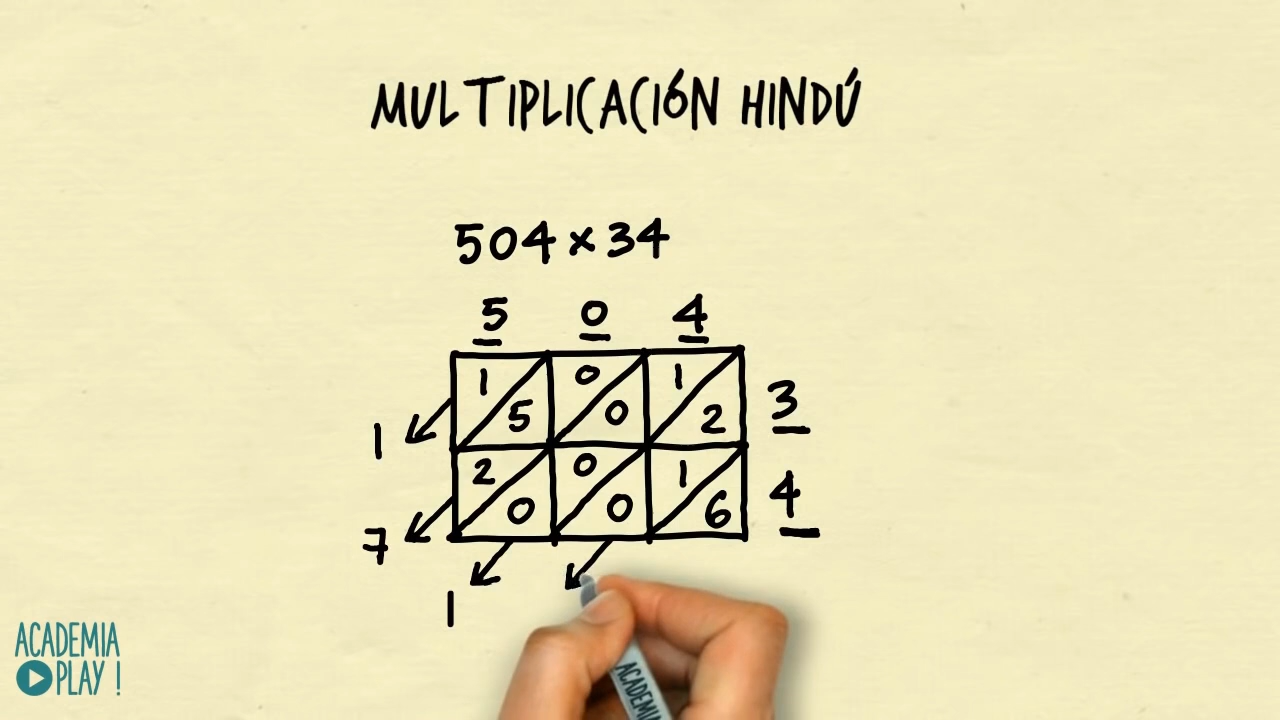 MULTIPLICACIÓN HINDÚ
504 × 34
5 0 4
1 0 1
5 0 2 3
1
2 0 1 4
0 0 6
7
1
ACADEMIA
PLAY !
ACADEMIA